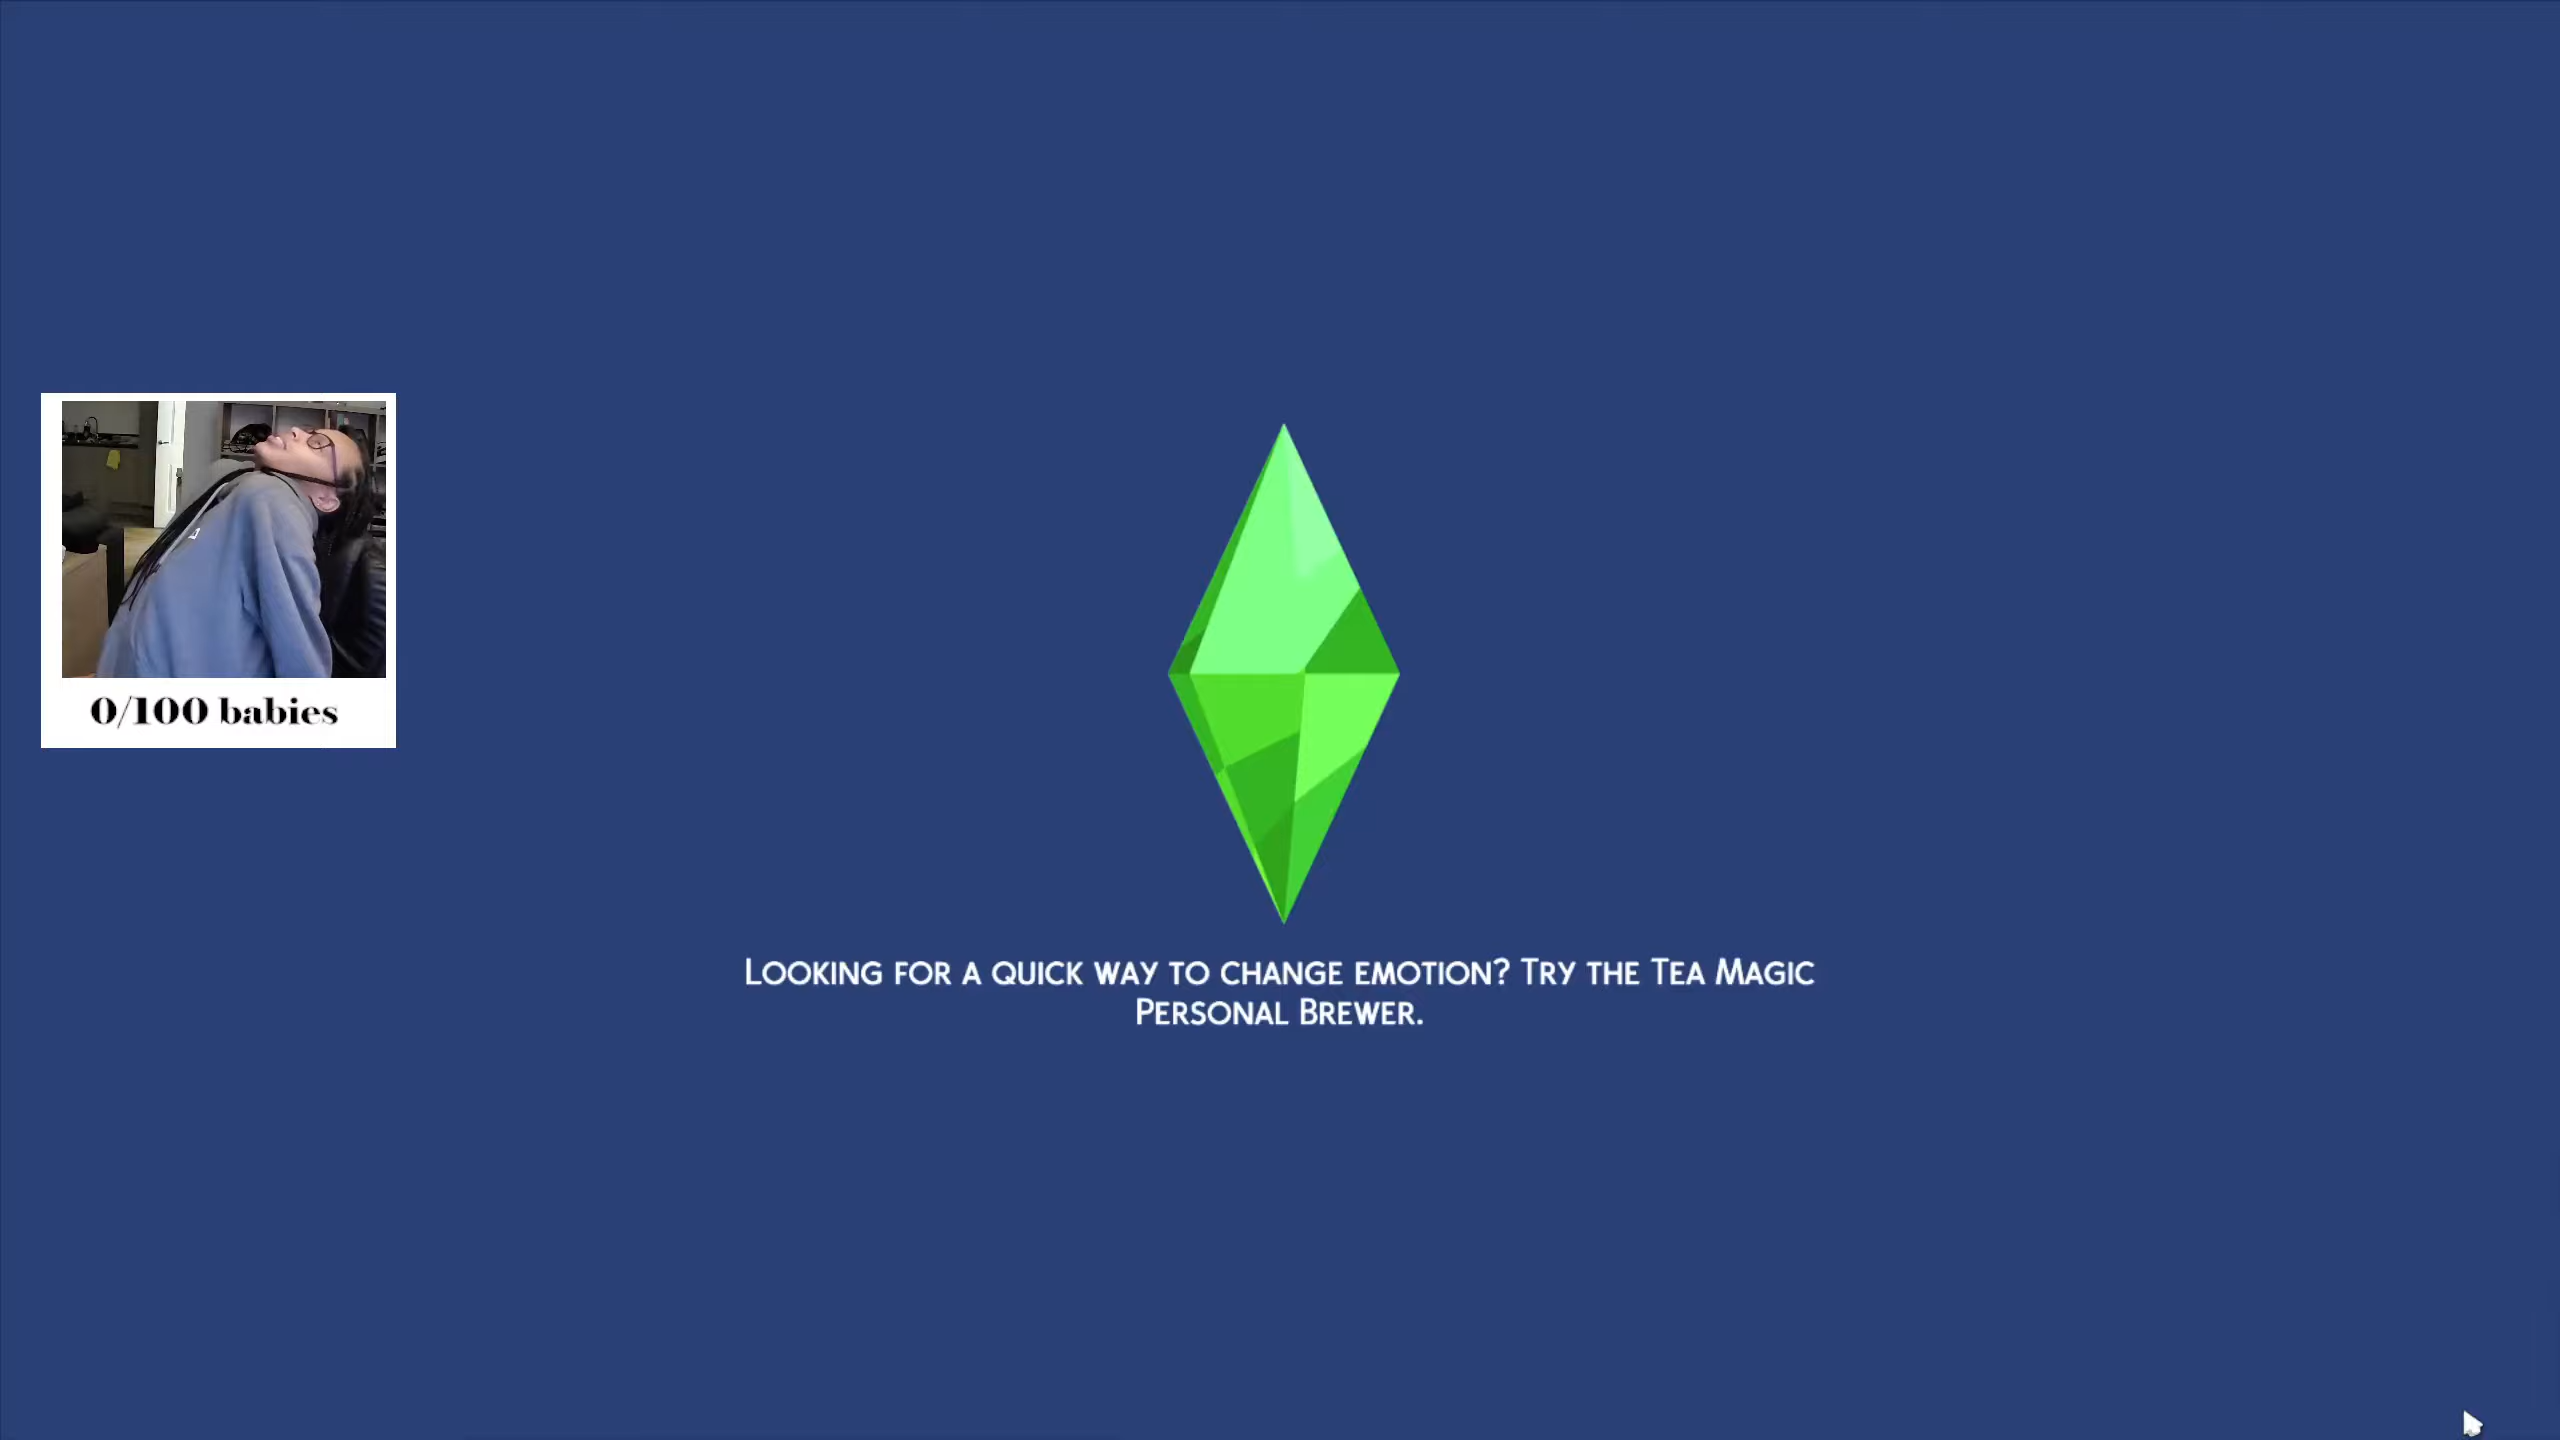 0/100 babies
Looking for a quick way to change emotion? Try the Tea Magic
Personal Brewer.